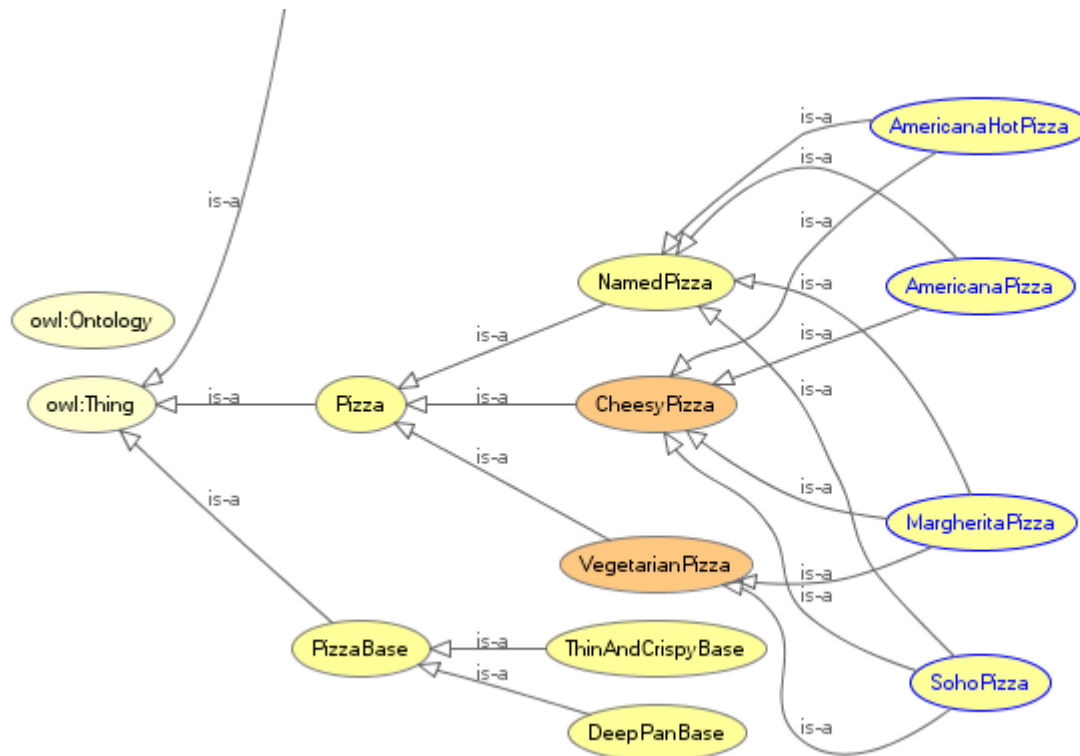 is-a
AmericanaHotPizza
is-a
is-a
is-a
NamedPizza
is-a
AmericanaPizza
owl:Ontology
is-a
is-a
owl:Thing
is-a
Pizza
is-a
CheesyPizza
is-a
is-a
is-a
is-a
MargheritaPizza
VegetarianPizza
is-a
is-a
PizzaBase
is-a
ThinAndCrispyBase
is-a
SohoPizza
DeepPanBase
is-a